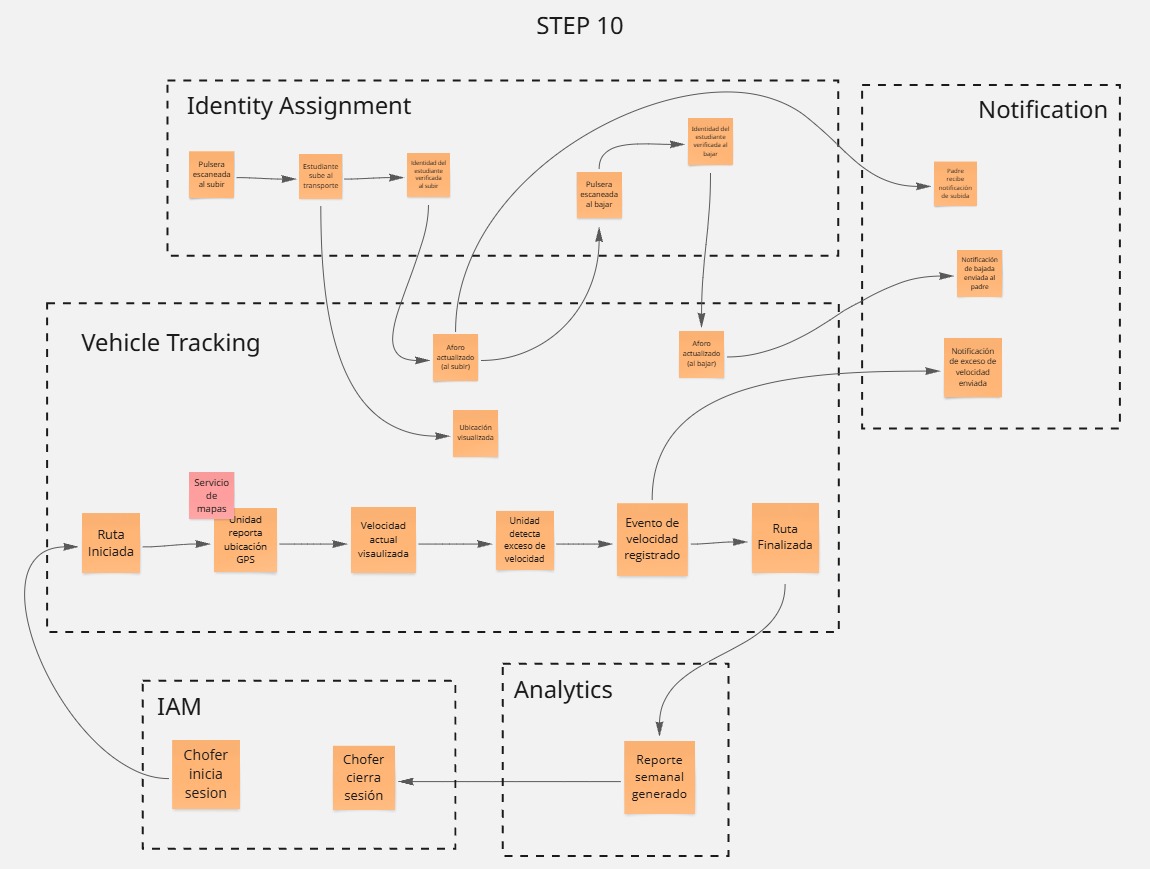 STEP 10
Identity Assignment
Pulsera
escaneada
al subir
Estudiante
sube al
transporte
Identidad del
estudiante
verificada
al subir
Pulsera
escaneada
al bajar
Identidad del
estudiante
verificada al
bajar
Notification
Padre
recibe
notificación
de subida
Notificación
de bajada
enviada al
padre
Notificación
de exceso de
velocidad
enviada
Vehicle Tracking
Aforo
actualizado
(al subir)
Aforo
actualizado
(al bajar)
Ubicación
visualizada
Servicio
de
mapas
Ruta
Iniciada
Unidad
reporta
ubicación
GPS
Velocidad
actual
visaulizada
Unidad
detecta
exceso de
velocidad
Evento de
velocidad
registrado
Ruta
Finalizada
IAM
Chofer
inicia
sesion
Chofer
cierra
sesión
Analytics
Reporte
semanal
generado